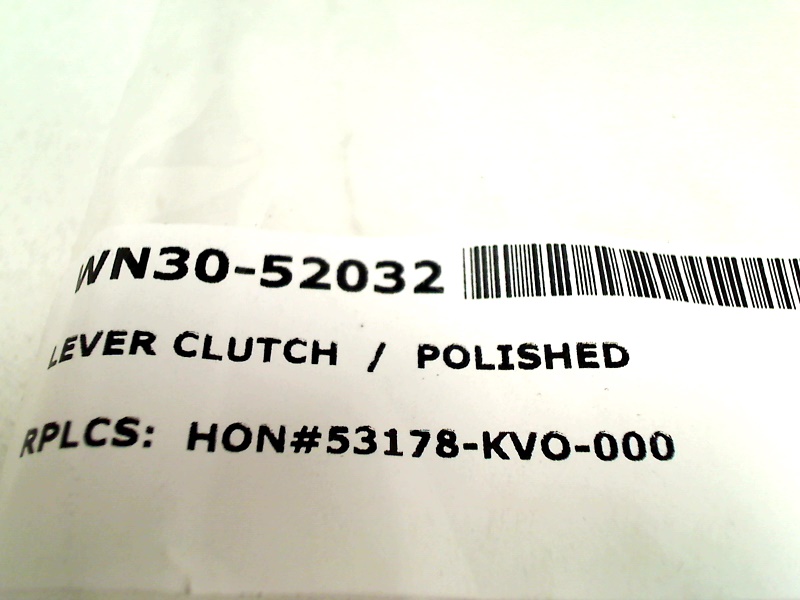 WN30-52032
LEVER CLUTCH / POLISHED
RPLCS: HON#53178-KVO-000